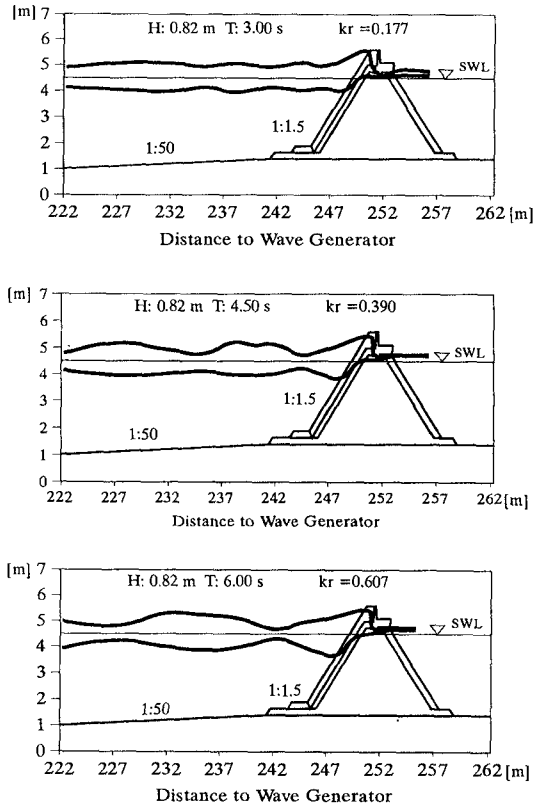 [m] 7
H: 0.82 m T: 3.00 s kr =0.177
6
5
SWL
4
3
1:1.5
2
1:50
1
0
222 227 232 237 242 247 252 257 262 [m]
Distance to Wave Generator
[m] 7
H: 0.82 m T: 4.50 s kr =0.390
6
5
SWL
4
3
1:1.5
2
1:50
1
0
222 227 232 237 242 247 252 257 262 [m]
Distance to Wave Generator
[m] 7
H: 0.82 m T: 6.00 s kr =0.607
6
5
SWL
4
3
1:1.5
2
1:50
1
0
222 227 232 237 242 247 252 257 262 [m]
Distance to Wave Generator